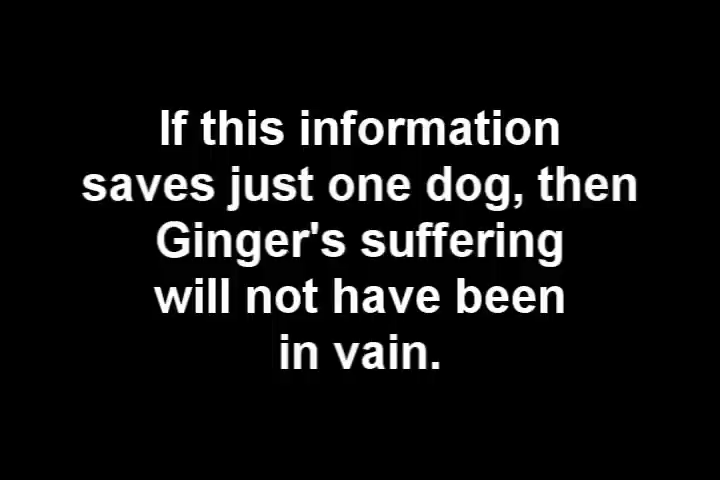 If this information
saves just one dog, then
Ginger's suffering
will not have been
in vain.